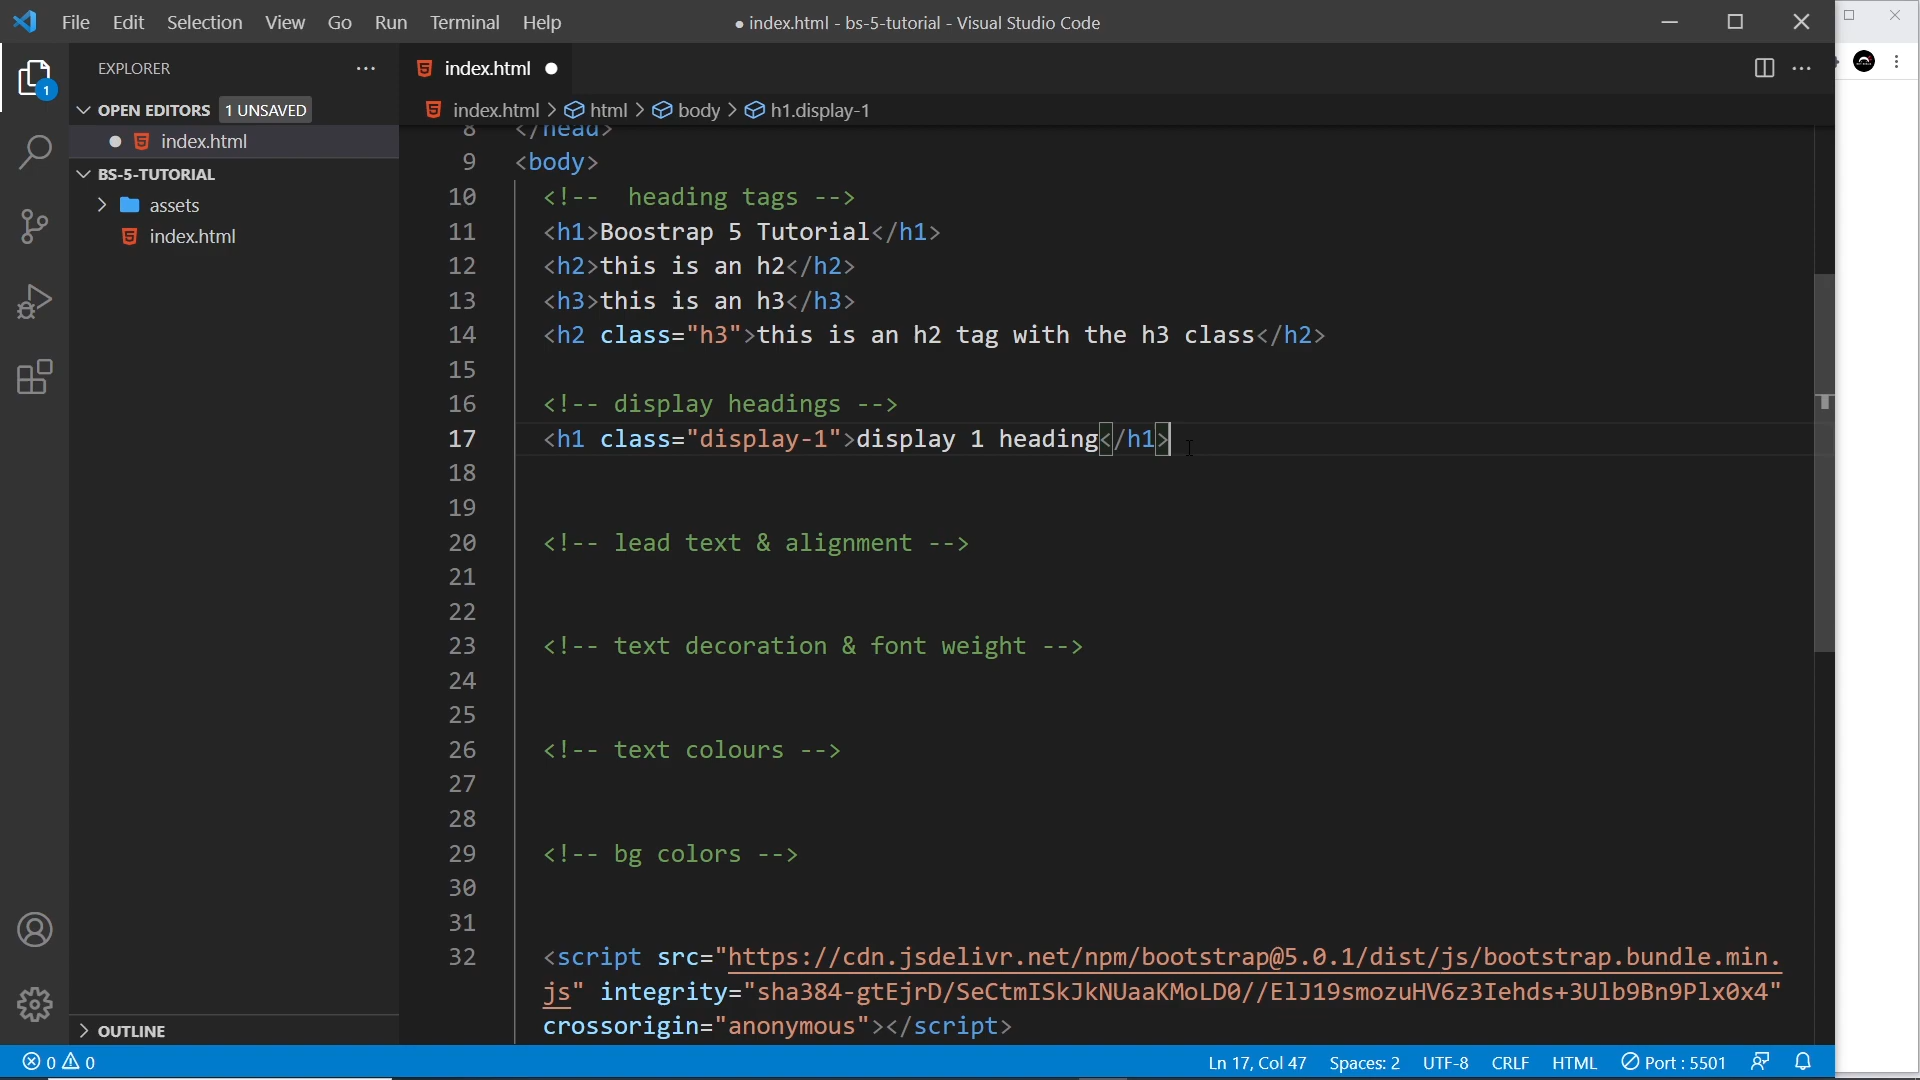 File Edit Selection View Go Run Terminal Help
● index.html - bs-5-tutorial - Visual Studio Code
EXPLORER
OPEN EDITORS 1 UNSAVED
index.html
BS-5-TUTORIAL
assets
index.html
OUTLINE
1
index.html
index.html > html > body > h1.display-1
8 </head>
9 <body>
10 <!--  heading tags -->
11 <h1>Boostrap 5 Tutorial</h1>
12 <h2>this is an h2</h2>
13 <h3>this is an h3</h3>
14 <h2 class="h3">this is an h2 tag with the h3 class</h2>
15
16 <!-- display headings -->
17 <h1 class="display-1">display 1 heading</h1>
18
19
20 <!-- lead text & alignment -->
21
22
23 <!-- text decoration & font weight -->
24
25
26 <!-- text colours -->
27
28
29 <!-- bg colors -->
30
31
32 <script src="https://cdn.jsdelivr.net/npm/bootstrap@5.0.1/dist/js/bootstrap.bundle.min.
js" integrity="sha384-gtEjrD/SeCtmISkJkNUaaKMoLD0//ElJ19smozuHV6z3Iehds+3Ulb9Bn9Plx0x4"
crossorigin="anonymous"></script>
0 0 Ln 17, Col 47 Spaces: 2 UTF-8 CRLF HTML Port : 5501